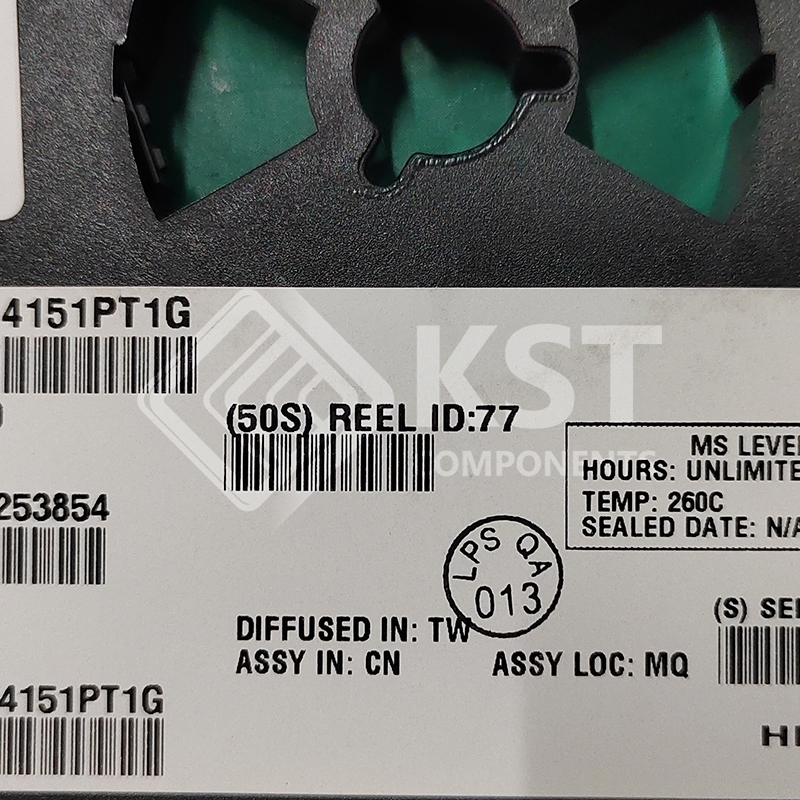 4151PT1G
KST
COMPONENTS
(50S) REEL ID:77
MS LEVEL
HOURS: UNLIMITE
TEMP: 260C
SEALED DATE: N/A
253854
LPS QA
013
DIFFUSED IN: TW
ASSY IN: CN
ASSY LOC: MQ
(S) SE
4151PT1G